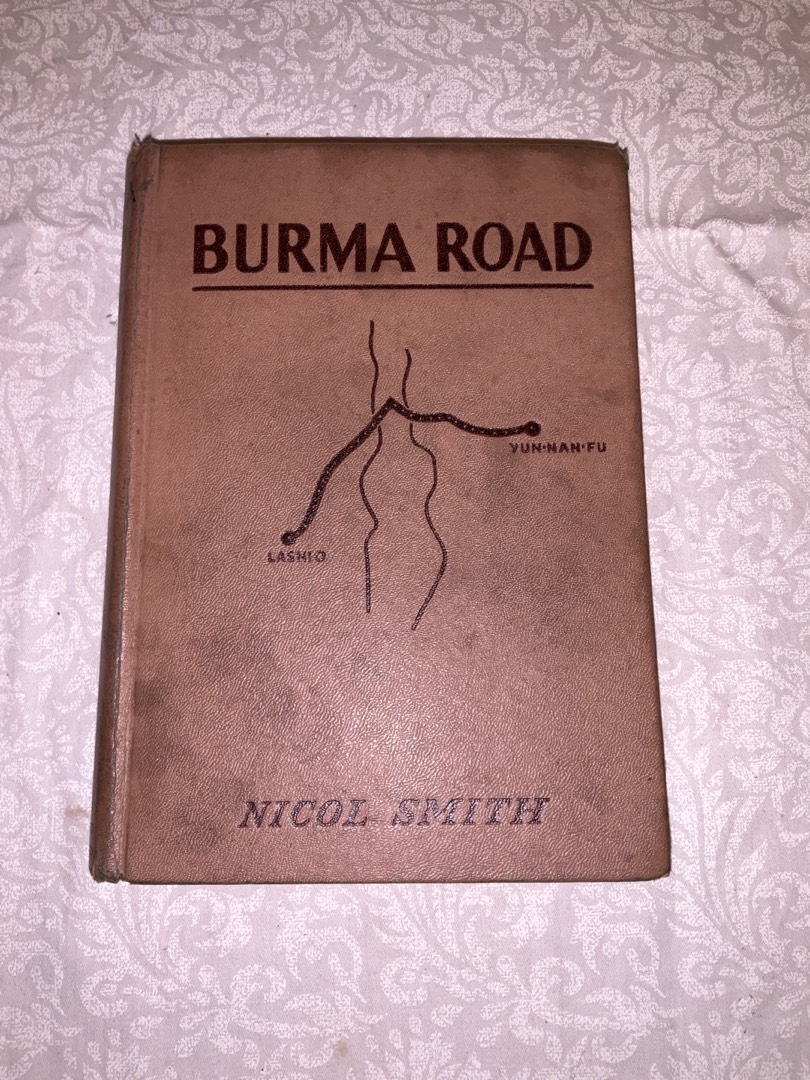 BURMA ROAD
YUN·NAN·FU
LASHIO
NICOL SMITH